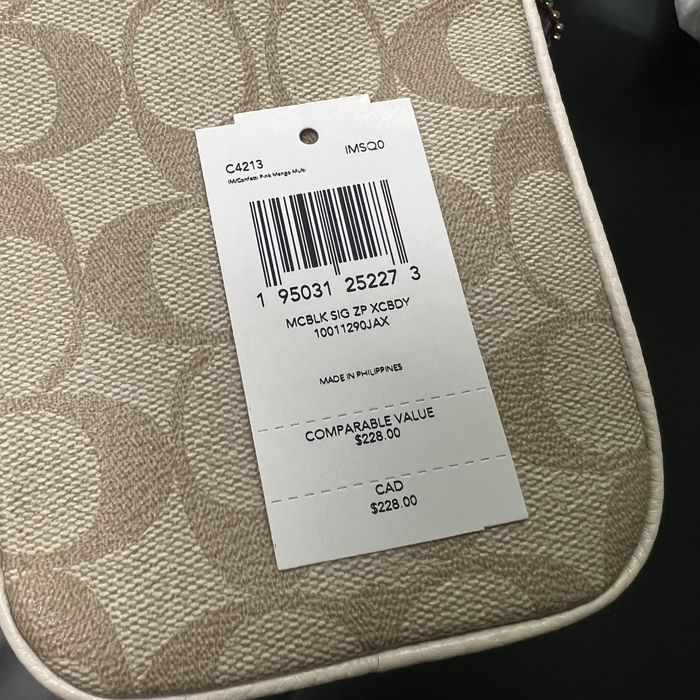 C4213 IMSQ0
IM/Confetti Pink Mango Multi
1 95031 25227 3
MCBLK SIG ZP XCBDY
10011290JAX
MADE IN PHILIPPINES
COMPARABLE VALUE
$228.00
CAD
$228.00